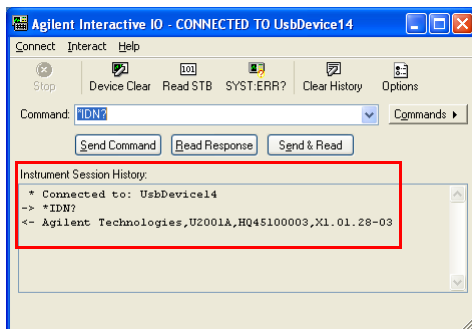 Agilent Interactive IO - CONNECTED TO UsbDevice14
Connect Interact Help
Stop Device Clear Read STB SYST:ERR? Clear History Options
Command: *IDN? Commands
Send Command Read Response Send & Read
Instrument Session History:
* Connected to: UsbDevice14
-> *IDN?
<- Agilent Technologies,U2001A,HQ45100003,X1.01.28-03